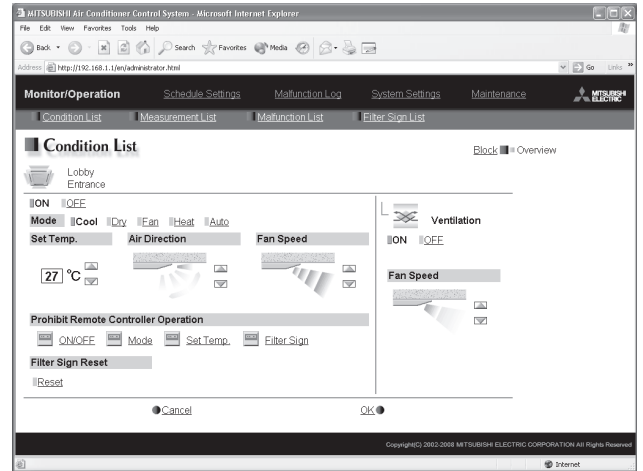 MITSUBISHI Air Conditioner Control System - Microsoft Internet Explorer
File Edit View Favorites Tools Help
Back Search Favorites Media
Address http://192.168.1.1/en/administrator.html Go Links »
Monitor/Operation Schedule Settings Malfunction Log System Settings Maintenance MITSUBISHI ELECTRIC
Condition List Measurement List Malfunction List Filter Sign List
Condition List
Block Overview
Lobby
Entrance
ON OFF
Mode Cool Dry Fan Heat Auto
Ventilation
Set Temp. Air Direction Fan Speed
ON OFF
27 °C
Fan Speed
Prohibit Remote Controller Operation
ON/OFF Mode Set Temp. Filter Sign
Filter Sign Reset
Reset
Cancel OK
Copyright(C) 2002-2008 MITSUBISHI ELECTRIC CORPORATION All Rights Reserved
Internet